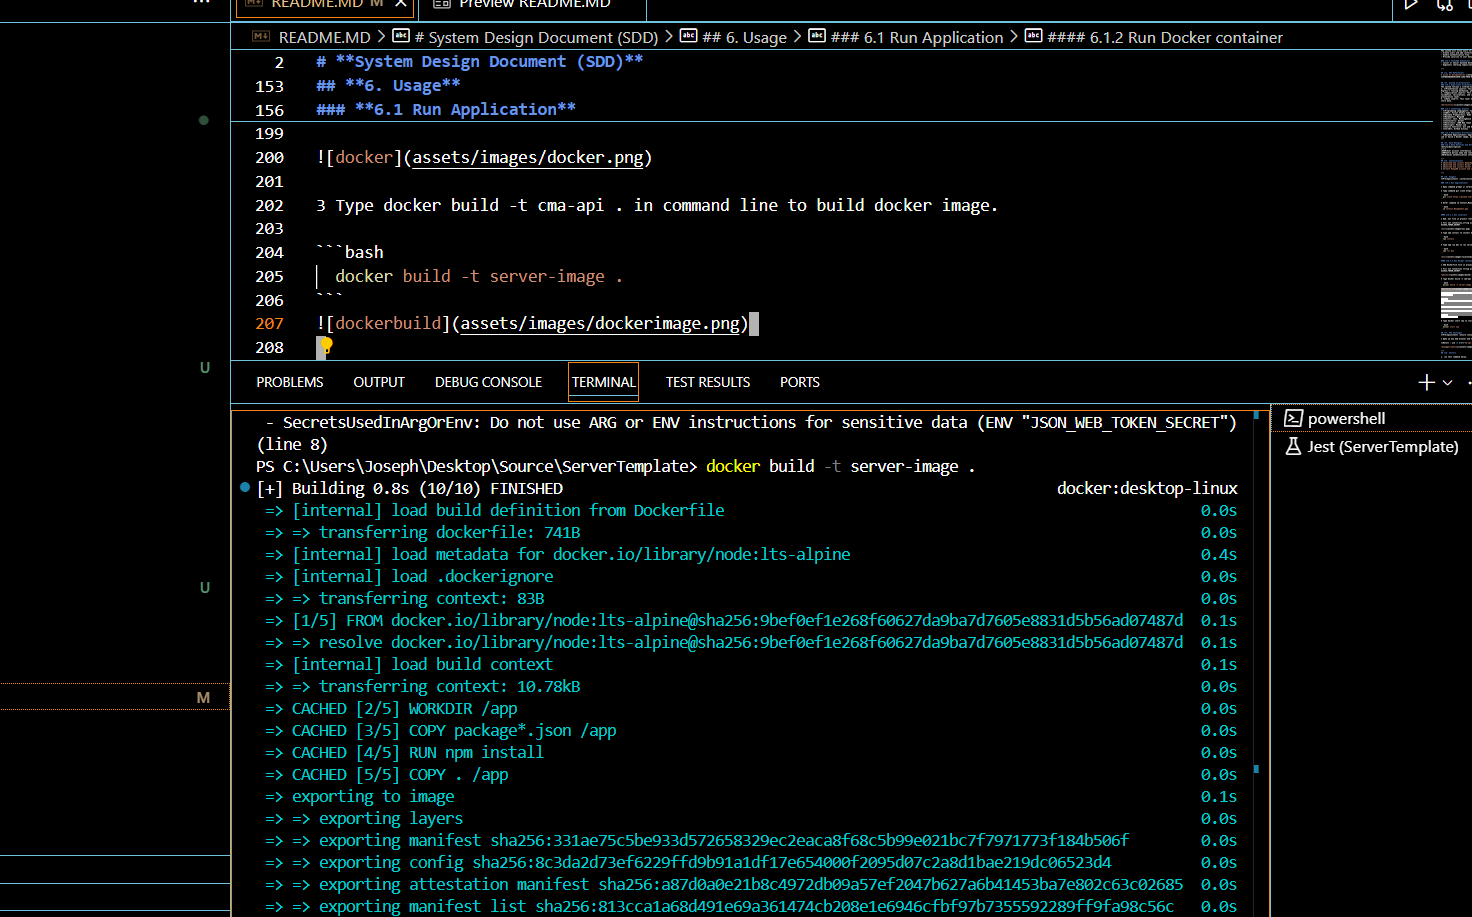 README.MD M X Preview README.MD
README.MD > # System Design Document (SDD) > ## 6. Usage > ### 6.1 Run Application > #### 6.1.2 Run Docker container
2 # **System Design Document (SDD)**
153 ## **6. Usage**
156 ### **6.1 Run Application**
199
200 ![docker](assets/images/docker.png)
201
202 3 Type docker build -t cma-api . in command line to build docker image.
203
204 ```bash
205 docker build -t server-image .
206 ```
207 ![dockerbuild](assets/images/dockerimage.png)
208
U
U
M
PROBLEMS OUTPUT DEBUG CONSOLE TERMINAL TEST RESULTS PORTS
powershell
Jest (ServerTemplate)
- SecretsUsedInArgOrEnv: Do not use ARG or ENV instructions for sensitive data (ENV "JSON_WEB_TOKEN_SECRET")
(line 8)
PS C:\Users\Joseph\Desktop\Source\ServerTemplate> docker build -t server-image .
[+] Building 0.8s (10/10) FINISHED docker:desktop-linux
=> [internal] load build definition from Dockerfile 0.0s
=> => transferring dockerfile: 741B 0.0s
=> [internal] load metadata for docker.io/library/node:lts-alpine 0.4s
=> [internal] load .dockerignore 0.0s
=> => transferring context: 83B 0.0s
=> [1/5] FROM docker.io/library/node:lts-alpine@sha256:9bef0ef1e268f60627da9ba7d7605e8831d5b56ad07487d 0.1s
=> => resolve docker.io/library/node:lts-alpine@sha256:9bef0ef1e268f60627da9ba7d7605e8831d5b56ad07487d 0.1s
=> [internal] load build context 0.1s
=> => transferring context: 10.78kB 0.0s
=> CACHED [2/5] WORKDIR /app 0.0s
=> CACHED [3/5] COPY package*.json /app 0.0s
=> CACHED [4/5] RUN npm install 0.0s
=> CACHED [5/5] COPY . /app 0.0s
=> exporting to image 0.1s
=> => exporting layers 0.0s
=> => exporting manifest sha256:331ae75c5be933d572658329ec2eaca8f68c5b99e021bc7f7971773f184b506f 0.0s
=> => exporting config sha256:8c3da2d73ef6229ffd9b91a1df17e654000f2095d07c2a8d1bae219dc06523d4 0.0s
=> => exporting attestation manifest sha256:a87d0a0e21b8c4972db09a57ef2047b627a6b41453ba7e802c63c02685 0.0s
=> => exporting manifest list sha256:813cca1a68d491e69a361474cb208e1e6946cfbf97b7355592289ff9fa98c56c 0.0s